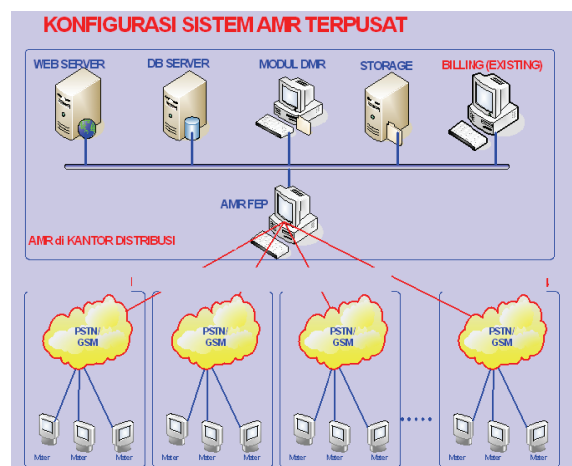 KONFIGURASI SISTEM AMR TERPUSAT
WEB SERVER
DB SERVER
MODUL DMR
STORAGE
BILLING (EXISTING)
AMR FEP
AMR di KANTOR DISTRIBUSI
PSTN/
GSM
PSTN/
GSM
PSTN/
GSM
PSTN/
GSM
Meter
Meter
Meter
Meter
Meter
Meter
Meter
Meter
Meter
Meter
Meter
Meter